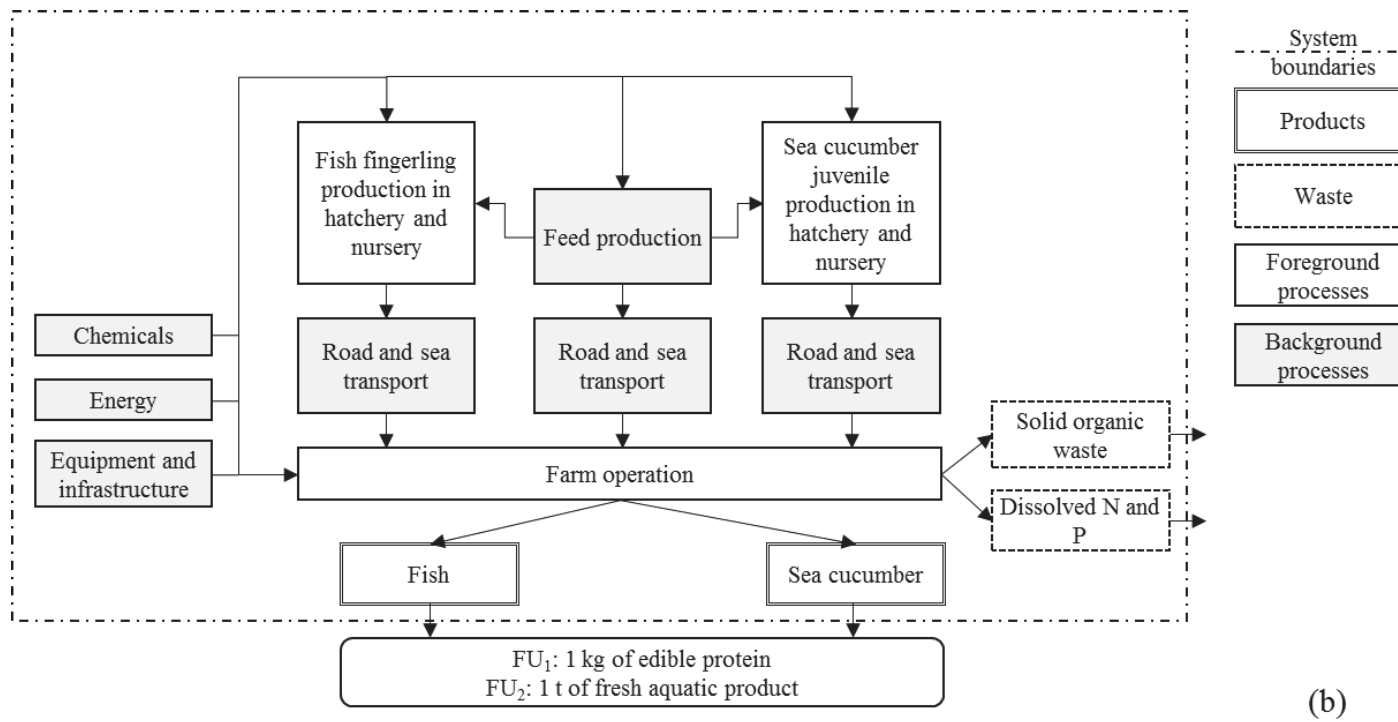 System
boundaries
Products
Waste
Foreground
processes
Background
processes
Fish fingerling
production in
hatchery and
nursery
Feed production
Sea cucumber
juvenile
production in
hatchery and
nursery
Chemicals
Energy
Equipment and
infrastructure
Road and sea
transport
Road and sea
transport
Road and sea
transport
Farm operation
Solid organic
waste
Dissolved N and
P
Fish
Sea cucumber
FU₁: 1 kg of edible protein
FU₂: 1 t of fresh aquatic product
(b)